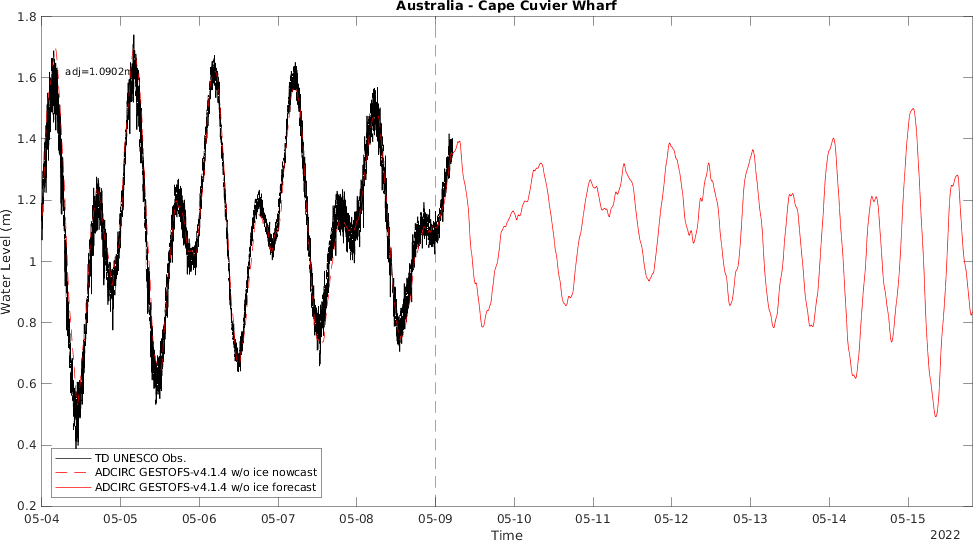 Australia - Cape Cuvier Wharf
1.8
1.6
1.4
1.2
1
0.8
0.6
0.4
0.2
Water Level (m)
adj=1.0902m
TD UNESCO Obs.
ADCIRC GESTOFS-v4.1.4 w/o ice nowcast
ADCIRC GESTOFS-v4.1.4 w/o ice forecast
05-04 05-05 05-06 05-07 05-08 05-09 05-10 05-11 05-12 05-13 05-14 05-15
Time
2022